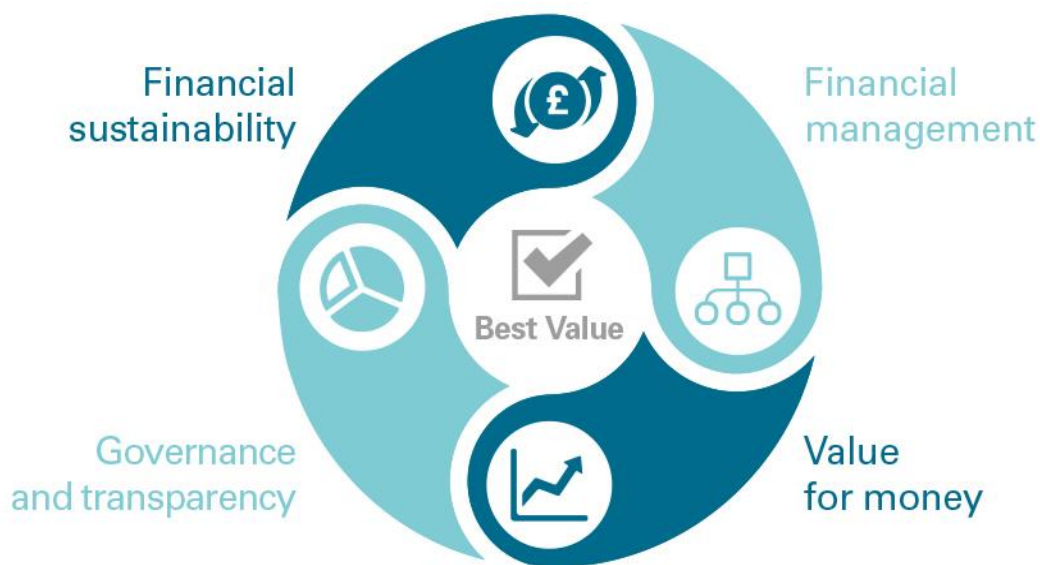 Financial
sustainability
£
Financial
management
Best Value
Governance
and transparency
Value
for money